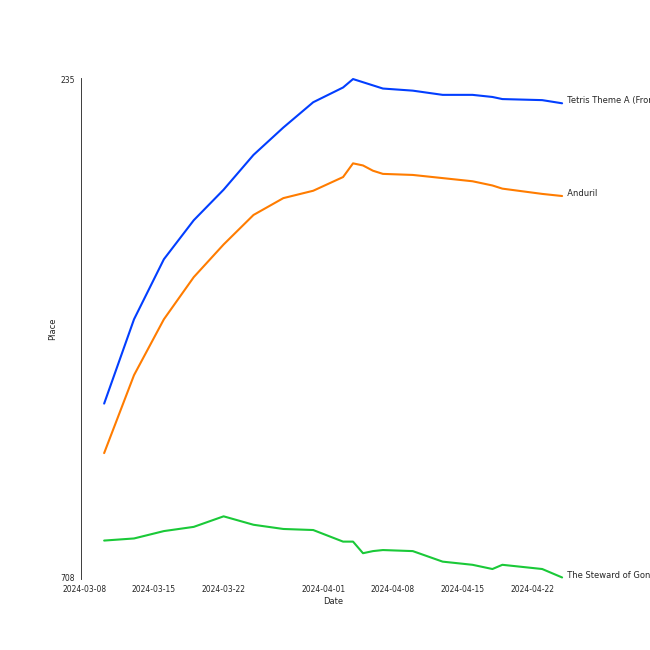 235
Tetris Theme A (Fro
Anduril
Place
The Steward of Gon
708
2024-03-08 2024-03-15 2024-03-22 2024-04-01 2024-04-08 2024-04-15 2024-04-22
Date